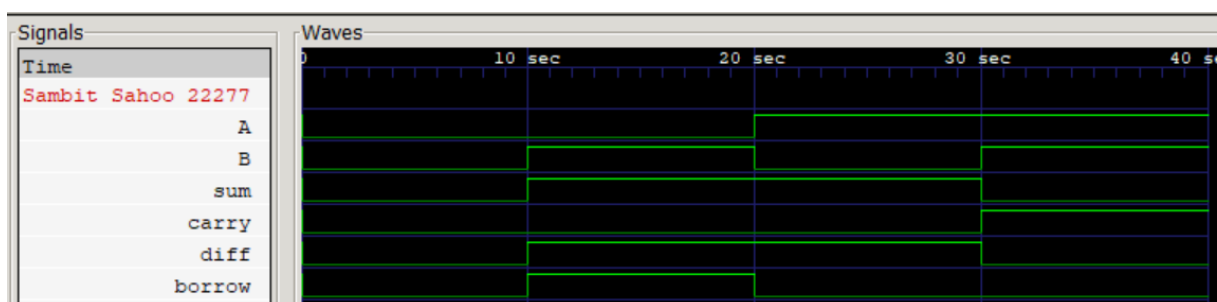 Signals
Waves
Time
0 10 sec 20 sec 30 sec 40 s
Sambit Sahoo 22277
A
B
sum
carry
diff
borrow